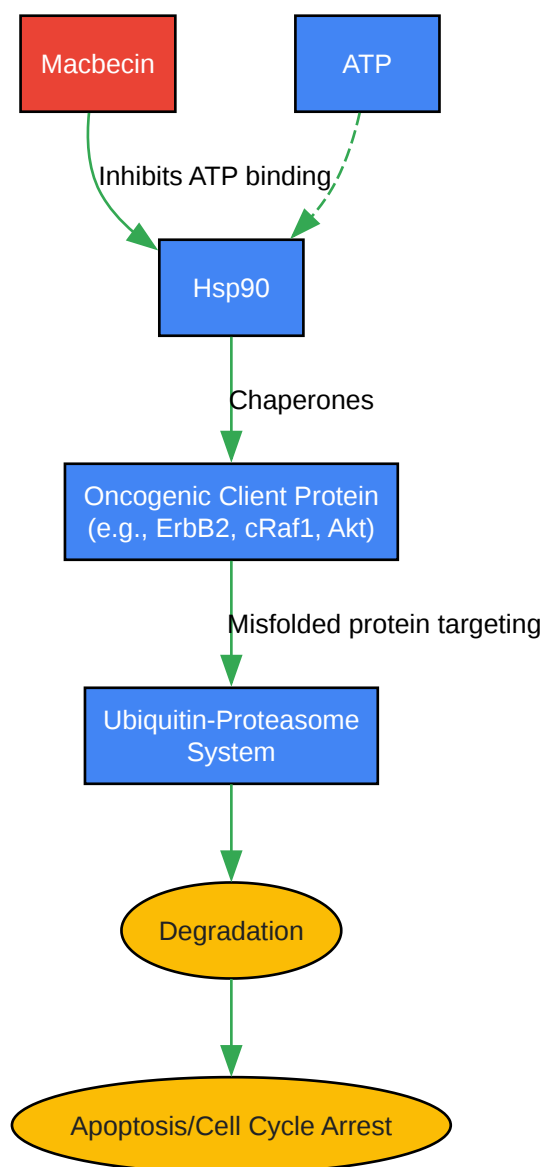 Macbecin
ATP
Inhibits ATP binding
Hsp90
Chaperones
Oncogenic Client Protein
(e.g., ErbB2, cRaf1, Akt)
Misfolded protein targeting
Ubiquitin-Proteasome
System
Degradation
Apoptosis/Cell Cycle Arrest